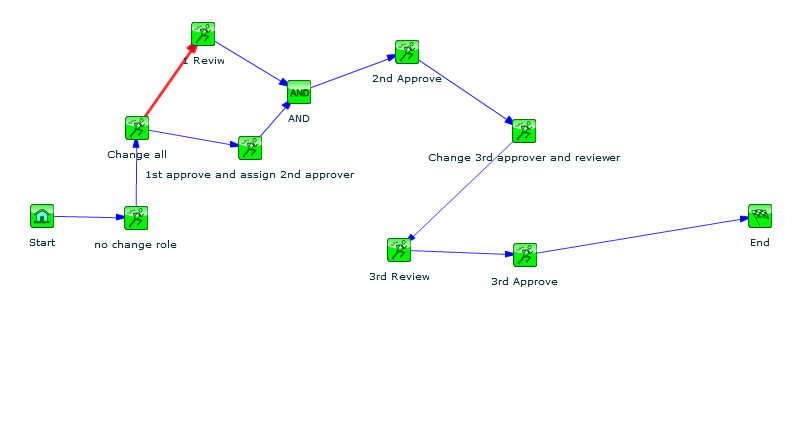 1 Reviw
2nd Approve
AND
AND
Change all
1st approve and assign 2nd approver
Change 3rd approver and reviewer
Start
no change role
End
3rd Review
3rd Approve